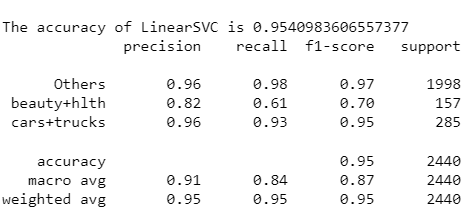 The accuracy of LinearSVC is 0.9540983606557377
precision recall f1-score support
Others 0.96 0.98 0.97 1998
beauty+hlth 0.82 0.61 0.70 157
cars+trucks 0.96 0.93 0.95 285
accuracy 0.95 2440
macro avg 0.91 0.84 0.87 2440
weighted avg 0.95 0.95 0.95 2440